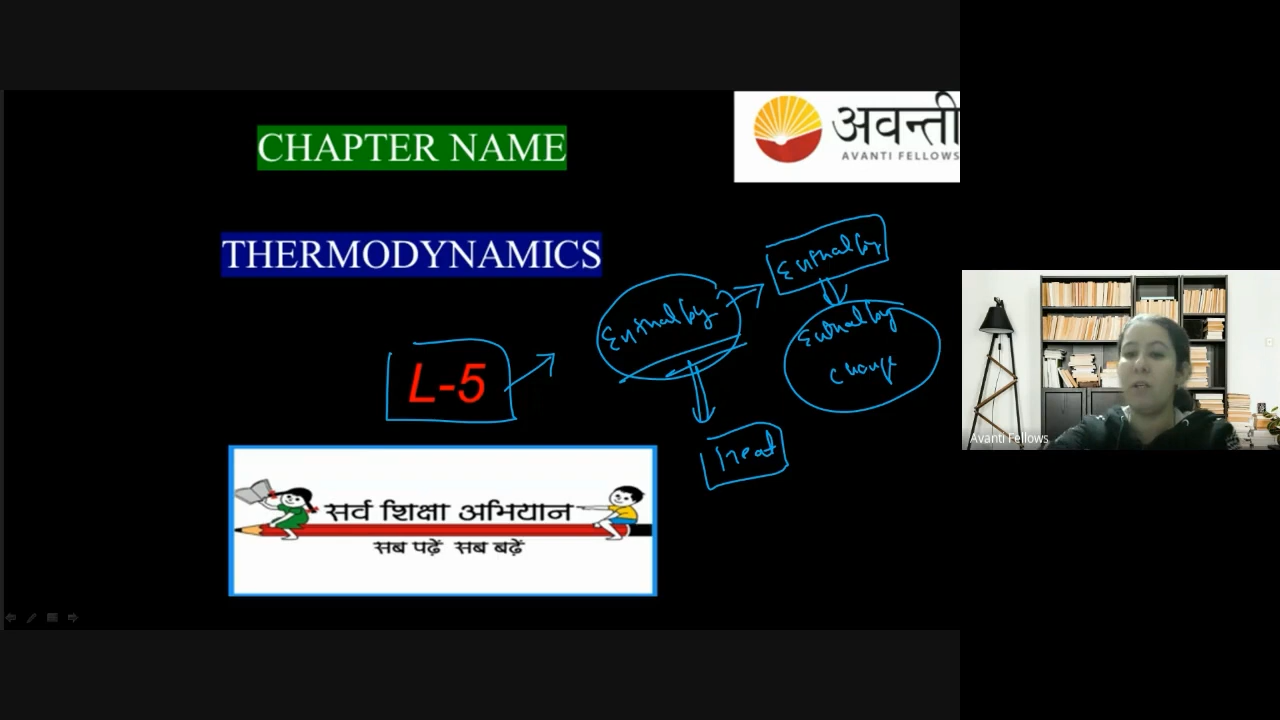 CHAPTER NAME
अवन्ती
AVANTI FELLOWS
THERMODYNAMICS
Enthalpy
Enthalpy
Enthalpy
change
L-5
Heat
सर्व शिक्षा अभियान
सब पढ़ें सब बढ़ें
Avanti Fellows